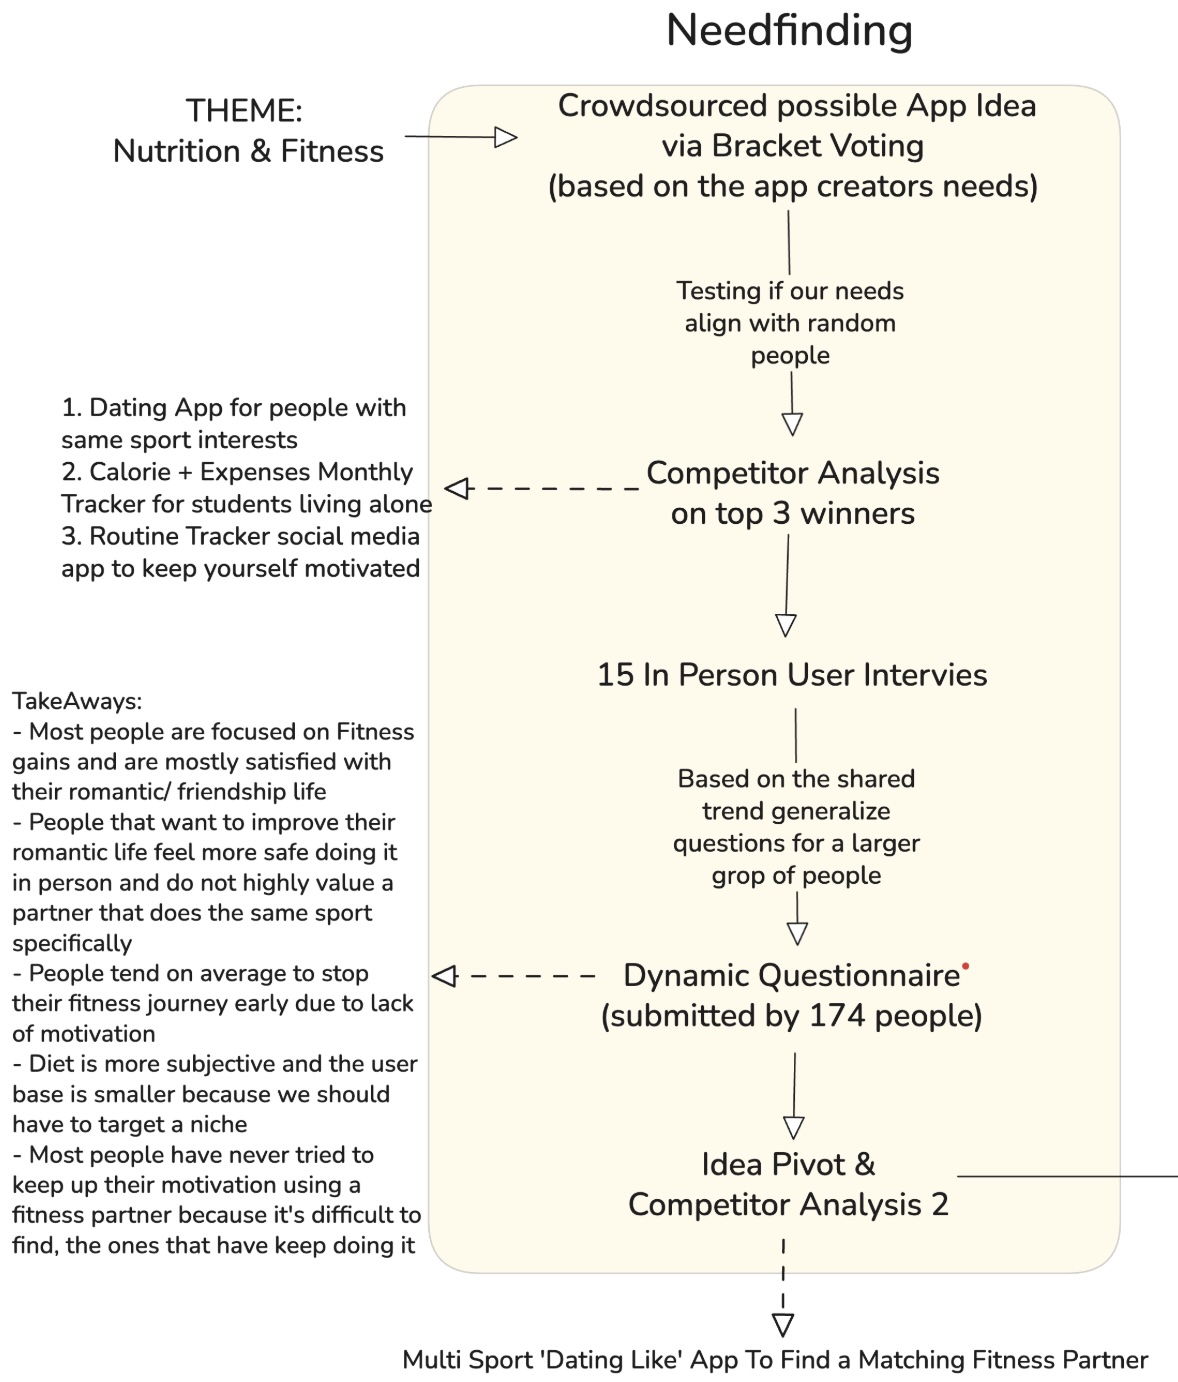 Needfinding
THEME:
Nutrition & Fitness
Crowdsourced possible App Idea
via Bracket Voting
(based on the app creators needs)
Testing if our needs
align with random
people
1. Dating App for people with
same sport interests
2. Calorie + Expenses Monthly
Tracker for students living alone
3. Routine Tracker social media
app to keep yourself motivated
Competitor Analysis
on top 3 winners
15 In Person User Intervies
Based on the shared
trend generalize
questions for a larger
grop of people
TakeAways:
- Most people are focused on Fitness
gains and are mostly satisfied with
their romantic/ friendship life
- People that want to improve their
romantic life feel more safe doing it
in person and do not highly value a
partner that does the same sport
specifically
- People tend on average to stop
their fitness journey early due to lack
of motivation
- Diet is more subjective and the user
base is smaller because we should
have to target a niche
- Most people have never tried to
keep up their motivation using a
fitness partner because it's difficult to
find, the ones that have keep doing it
Dynamic Questionnaire
(submitted by 174 people)
Idea Pivot &
Competitor Analysis 2
Multi Sport 'Dating Like' App To Find a Matching Fitness Partner